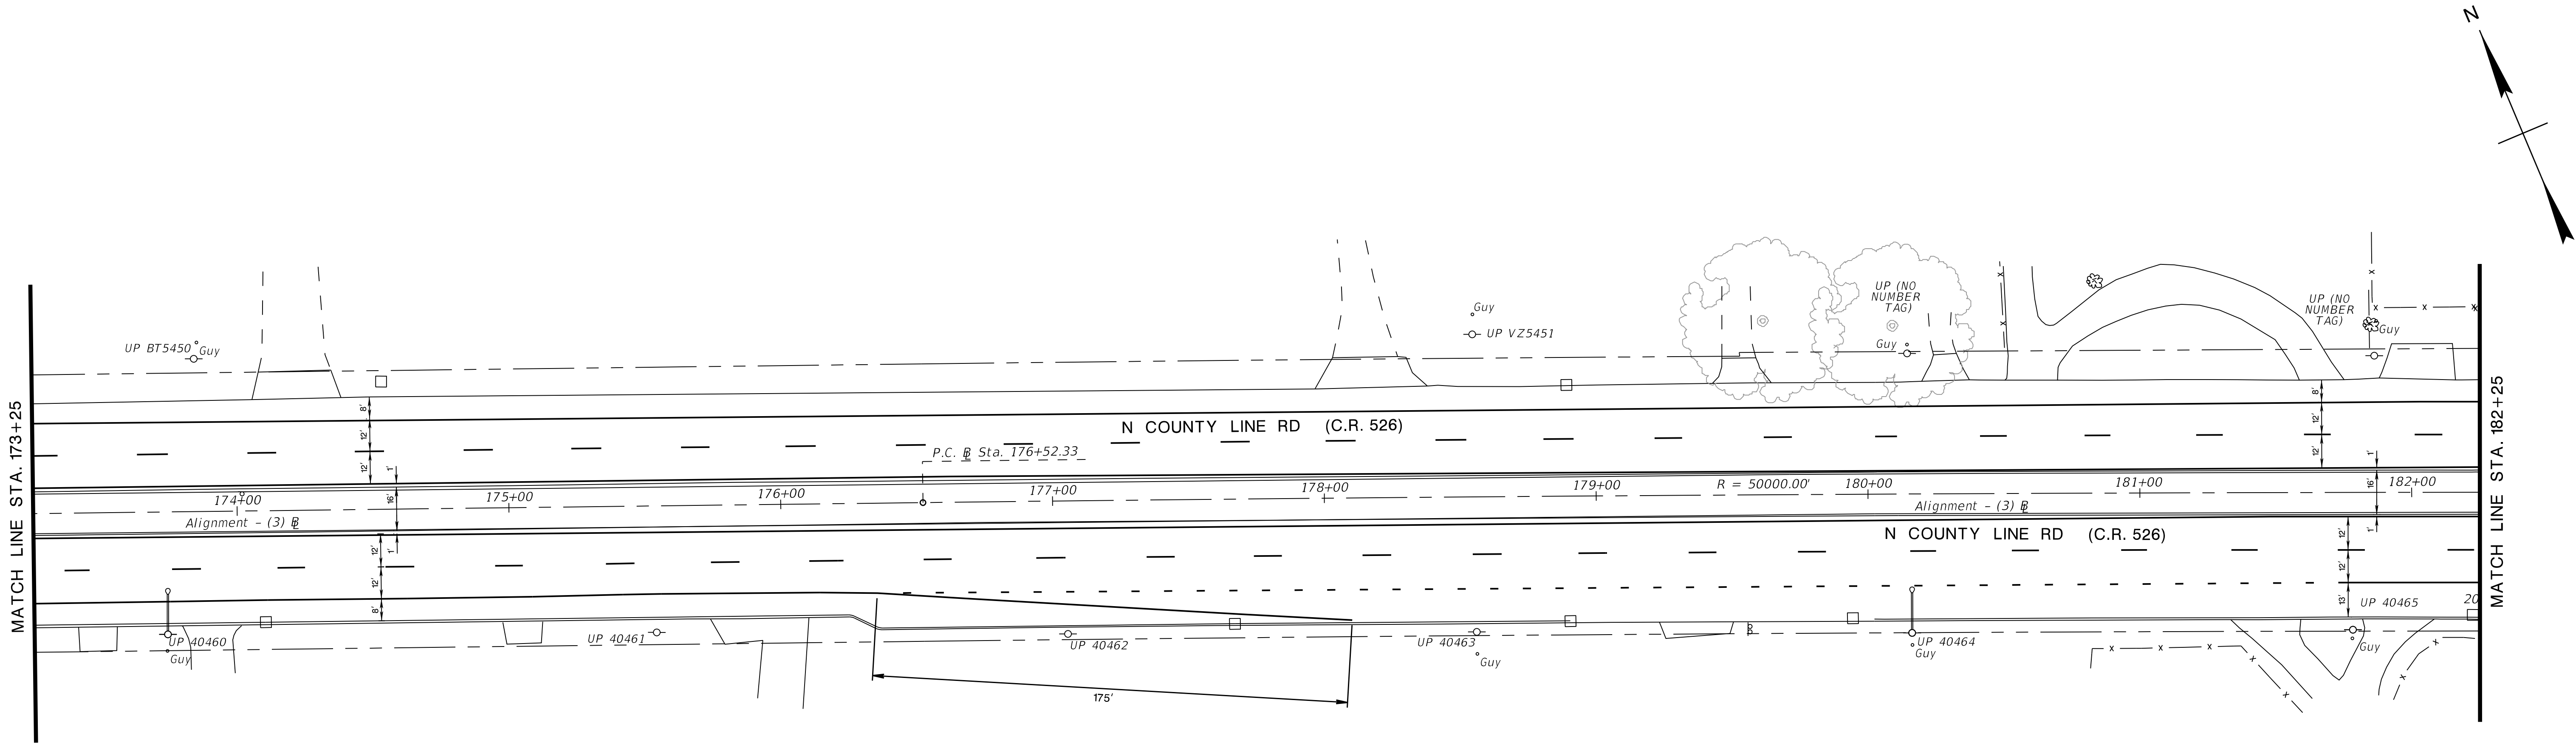 N
MATCH LINE STA. 173+25
MATCH LINE STA. 182+25
UP BT5450
Guy
Guy
UP VZ5451
UP (NO
NUMBER
TAG)
Guy
UP (NO
NUMBER
TAG)
Guy
x
x
x
x
x
x
8'
12'
12'
1'
16'
1'
12'
12'
8'
8'
12'
12'
1'
16'
1'
12'
12'
13'
N COUNTY LINE RD (C.R. 526)
P.C. BL Sta. 176+52.33
174+00
175+00
176+00
177+00
178+00
179+00
R = 50000.00'
180+00
181+00
182+00
Alignment - (3) BL
Alignment - (3) BL
N COUNTY LINE RD (C.R. 526)
UP 40460
Guy
UP 40461
UP 40462
UP 40463
Guy
UP 40464
Guy
UP 40465
Guy
20
x
x
x
x
x
x
x
175'